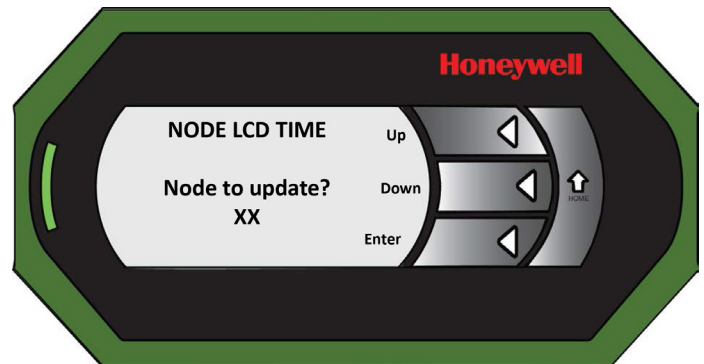 Honeywell
NODE LCD TIME
Up
Node to update?
Down
XX
Enter
HOME